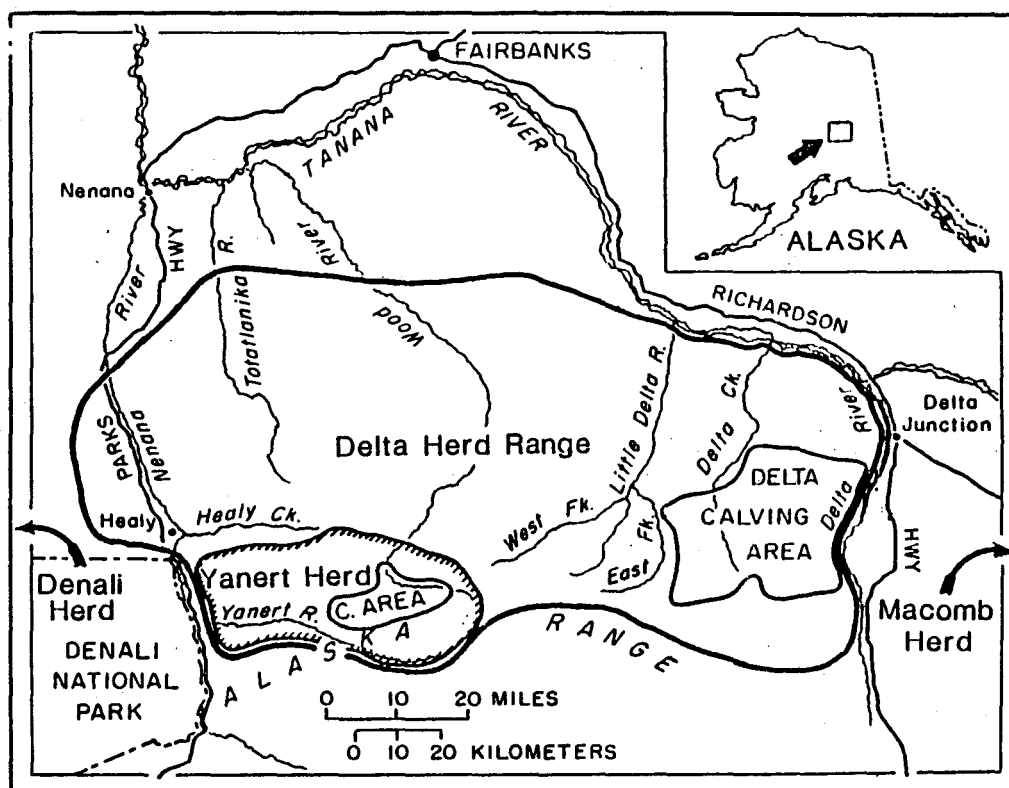 FAIRBANKS
TANANA
RIVER
Nenana
HWY
River
R.
Totatlanika
River
Wood
ALASKA
RICHARDSON
River
Delta
Junction
PARKS
Nenana
Delta Herd Range
Little Delta R.
Delta Ck.
DELTA
CALVING
AREA
Delta
HWY
Healy
Healy Ck.
West Fk.
East Fk.
Denali
Herd
Yanert Herd
C. AREA
Yanert R.
Macomb
Herd
DENALI
NATIONAL
PARK
ALASKA
RANGE
0 10 20 MILES
0 10 20 KILOMETERS